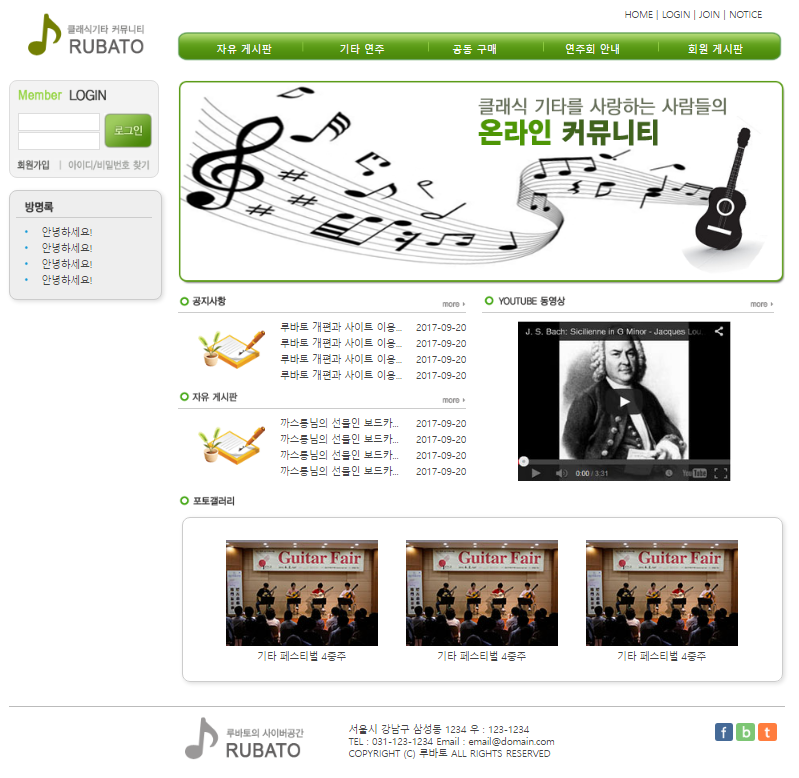 클래식기타 커뮤니티
RUBATO
HOME | LOGIN | JOIN | NOTICE
자유 게시판
기타 연주
공동 구매
연주회 안내
회원 게시판
Member LOGIN
로그인
회원가입 | 아이디/비밀번호 찾기
방명록
안녕하세요!
안녕하세요!
안녕하세요!
안녕하세요!
클래식 기타를 사랑하는 사람들의
온라인 커뮤니티
공지사항
more
루바토 개편과 사이트 이용... 2017-09-20
루바토 개편과 사이트 이용... 2017-09-20
루바토 개편과 사이트 이용... 2017-09-20
루바토 개편과 사이트 이용... 2017-09-20
자유 게시판
more
까스통님의 선물인 보드카... 2017-09-20
까스통님의 선물인 보드카... 2017-09-20
까스통님의 선물인 보드카... 2017-09-20
까스통님의 선물인 보드카... 2017-09-20
YOUTUBE 동영상
more
J. S. Bach: Sicilienne in G Minor - Jacques Lou
0:00 / 3:31
YouTube
포토갤러리
Guitar Fair
Guitar Fair
Guitar Fair
기타 페스티벌 4중주
기타 페스티벌 4중주
기타 페스티벌 4중주
루바토의 사이버공간
RUBATO
서울시 강남구 삼성동 1234 우 : 123-1234
TEL : 031-123-1234 Email : email@domain.com
COPYRIGHT (C) 루바토 ALL RIGHTS RESERVED
f b t